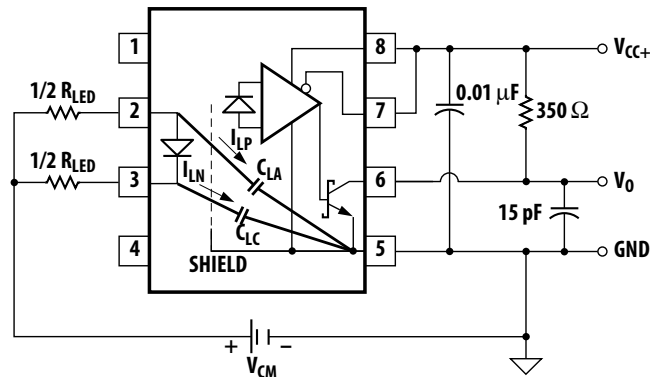 1
8
V_CC+
1/2 R_LED
0.01 µF
350 Ω
2
7
I_LP
1/2 R_LED
C_LA
3
I_LN
6
V_O
15 pF
C_LC
4
SHIELD
5
GND
+
V_CM
−